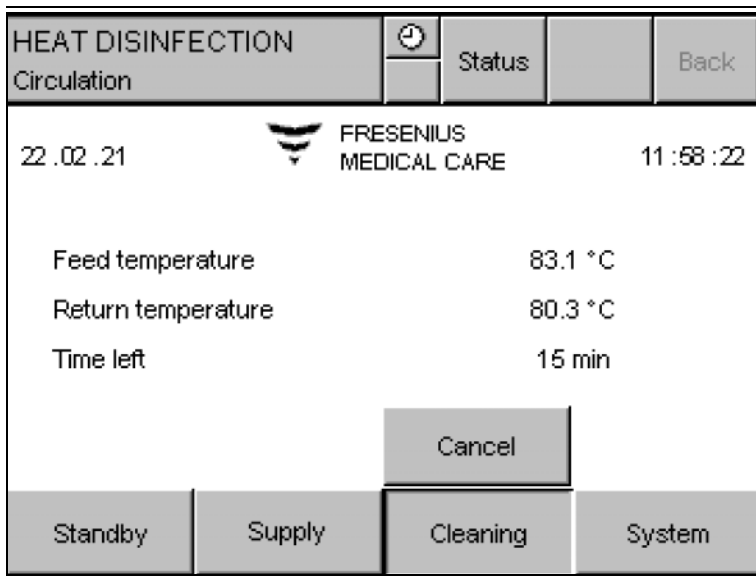 HEAT DISINFECTION
Circulation
Status
Back
22 .02 .21
FRESENIUS
MEDICAL CARE
11 :58 :22
Feed temperature 83.1 °C
Return temperature 80.3 °C
Time left 15 min
Cancel
Standby Supply Cleaning System